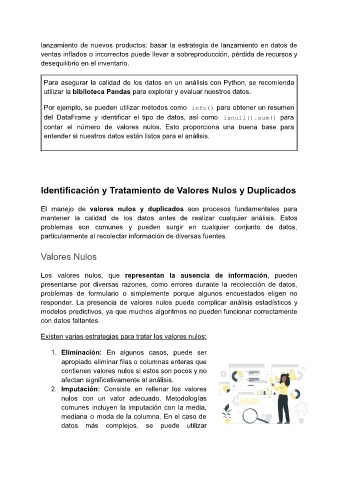 lanzamiento de nuevos productos: basar la estrategia de lanzamiento en datos de
ventas inflados o incorrectos puede llevar a sobreproducción, pérdida de recursos y
desequilibrio en el inventario.
Para asegurar la calidad de los datos en un análisis con Python, se recomienda
utilizar la biblioteca Pandas para explorar y evaluar nuestros datos.
Por ejemplo, se pueden utilizar métodos como info() para obtener un resumen
del DataFrame y identificar el tipo de datos, así como isnull().sum() para
contar el número de valores nulos. Esto proporciona una buena base para
entender si nuestros datos están listos para el análisis.
Identificación y Tratamiento de Valores Nulos y Duplicados
El manejo de valores nulos y duplicados son procesos fundamentales para
mantener la calidad de los datos antes de realizar cualquier análisis. Estos
problemas son comunes y pueden surgir en cualquier conjunto de datos,
particularmente al recolectar información de diversas fuentes.
Valores Nulos
Los valores nulos, que representan la ausencia de información, pueden
presentarse por diversas razones, como errores durante la recolección de datos,
problemas de formulario o simplemente porque algunos encuestados eligen no
responder. La presencia de valores nulos puede complicar análisis estadísticos y
modelos predictivos, ya que muchos algoritmos no pueden funcionar correctamente
con datos faltantes.
Existen varias estrategias para tratar los valores nulos:
1. Eliminación: En algunos casos, puede ser
apropiado eliminar filas o columnas enteras que
contienen valores nulos si estos son pocos y no
afectan significativamente al análisis.
2. Imputación: Consiste en rellenar los valores
nulos con un valor adecuado. Metodologías
comunes incluyen la imputación con la media,
mediana o moda de la columna. En el caso de
datos más complejos, se puede utilizar